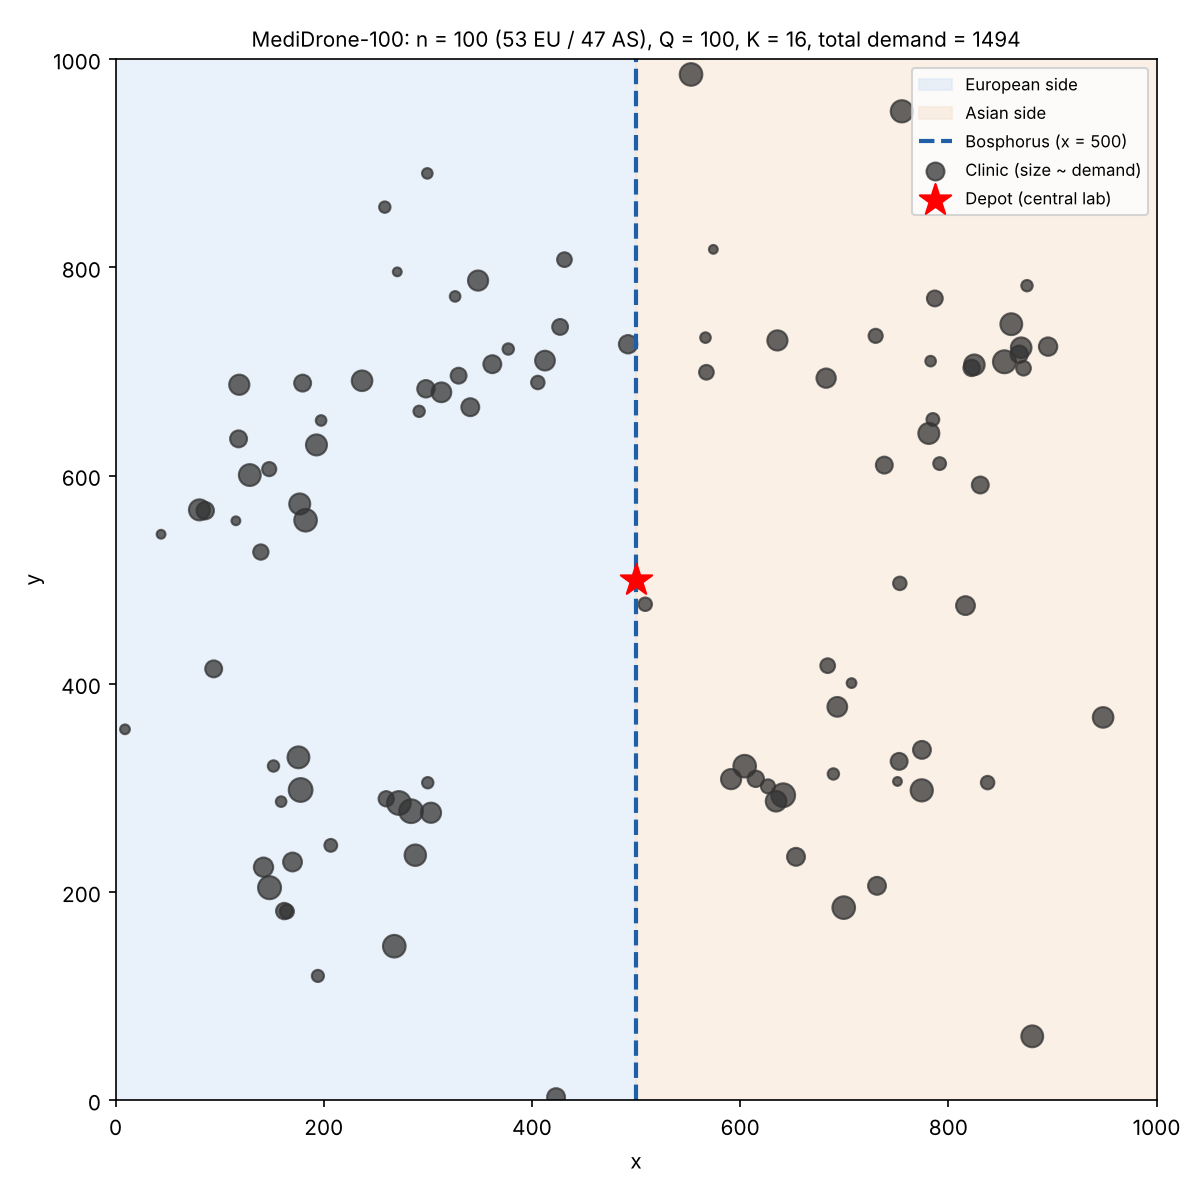 MediDrone-100: n = 100 (53 EU / 47 AS), Q = 100, K = 16, total demand = 1494
European side
Asian side
Bosphorus (x = 500)
Clinic (size ~ demand)
Depot (central lab)
1000
800
600
400
200
0
y
0 200 400 600 800 1000
x